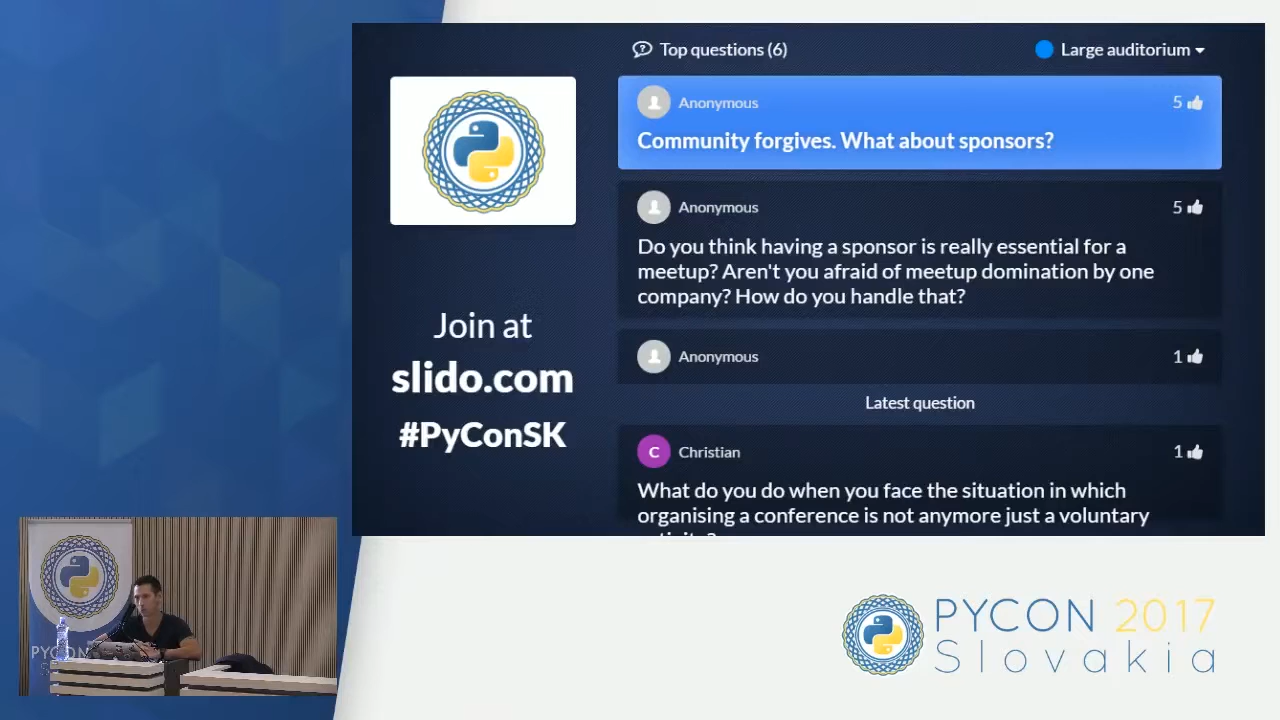 Top questions (6)
Large auditorium
Anonymous
5
Community forgives. What about sponsors?
Anonymous
5
Do you think having a sponsor is really essential for a
meetup? Aren't you afraid of meetup domination by one
company? How do you handle that?
Anonymous
1
Latest question
C
Christian
1
What do you do when you face the situation in which
organising a conference is not anymore just a voluntary
Join at
slido.com
#PyConSK
PYCON
PYCON 2017
Slovakia